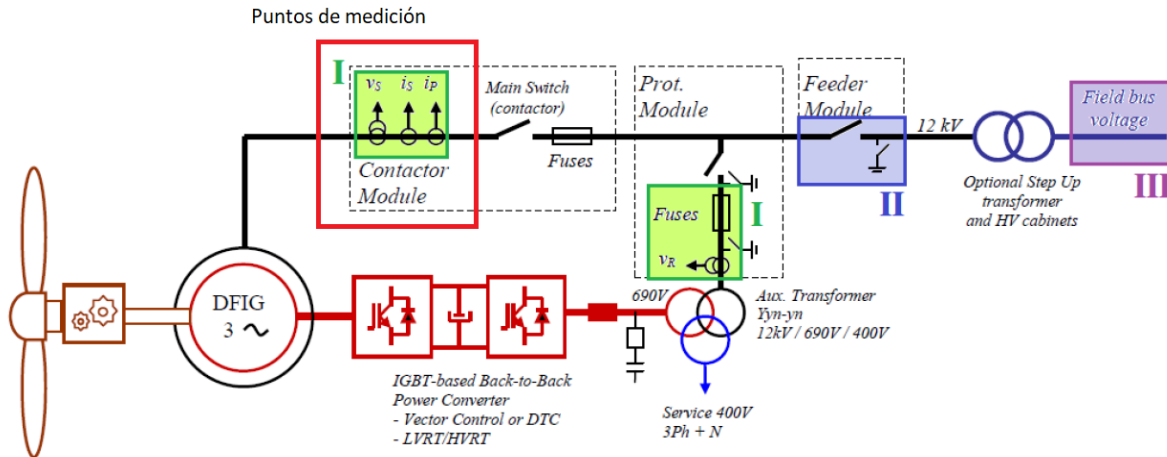 Puntos de medición
I
vS iS iP
Contactor
Module
Main Switch
(contactor)
Fuses
Prot.
Module
Fuses
I
vR
Feeder
Module
II
12 kV
Optional Step Up
transformer
and HV cabinets
Field bus
voltage
III
DFIG
3 ~
IGBT-based Back-to-Back
Power Converter
- Vector Control or DTC
- LVRT/HVRT
690V
Aux. Transformer
Yyn-yn
12kV / 690V / 400V
Service 400V
3Ph + N